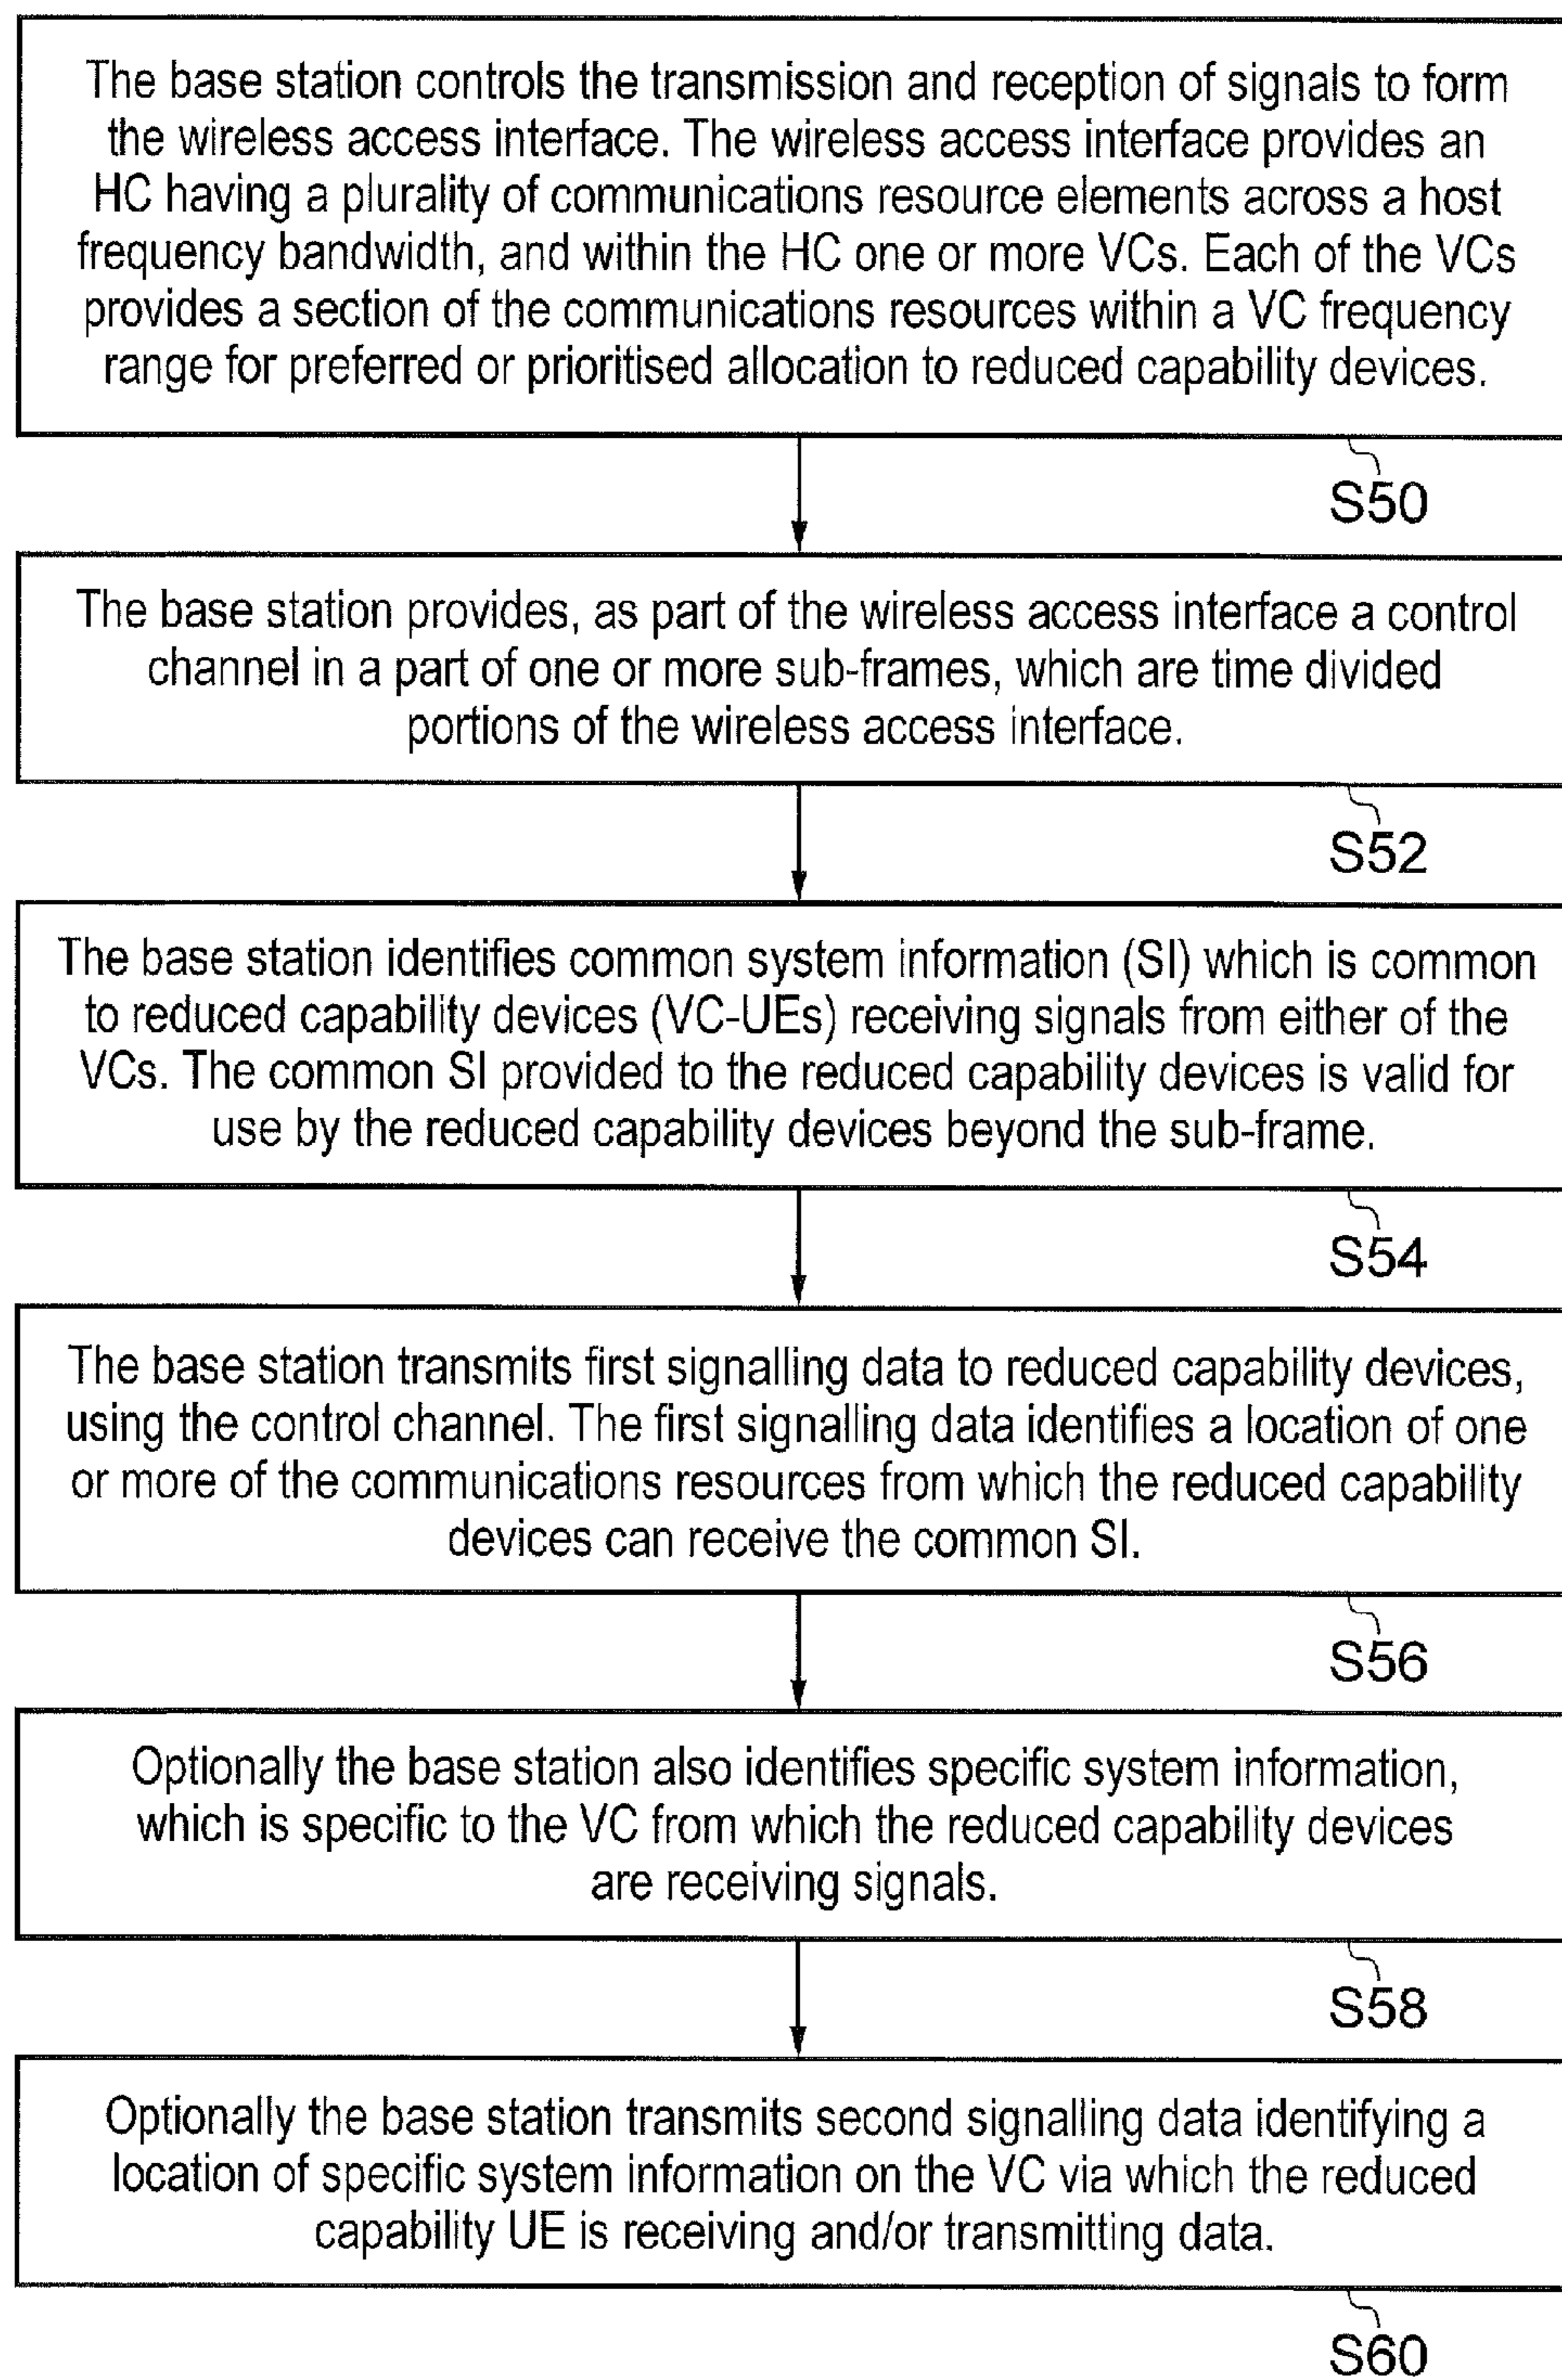 The base station controls the transmission and reception of signals to form
the wireless access interface. The wireless access interface provides an
HC having a plurality of communications resource elements across a host
frequency bandwidth, and within the HC one or more VCs. Each of the VCs
provides a section of the communications resources within a VC frequency
range for preferred or prioritised allocation to reduced capability devices.
S50
The base station provides, as part of the wireless access interface a control
channel in a part of one or more sub-frames, which are time divided
portions of the wireless access interface.
S52
The base station identifies common system information (SI) which is common
to reduced capability devices (VC-UEs) receiving signals from either of the
VCs. The common SI provided to the reduced capability devices is valid for
use by the reduced capability devices beyond the sub-frame.
S54
The base station transmits first signalling data to reduced capability devices,
using the control channel. The first signalling data identifies a location of one
or more of the communications resources from which the reduced capability
devices can receive the common SI.
S56
Optionally the base station also identifies specific system information,
which is specific to the VC from which the reduced capability devices
are receiving signals.
S58
Optionally the base station transmits second signalling data identifying a
location of specific system information on the VC via which the reduced
capability UE is receiving and/or transmitting data.
S60